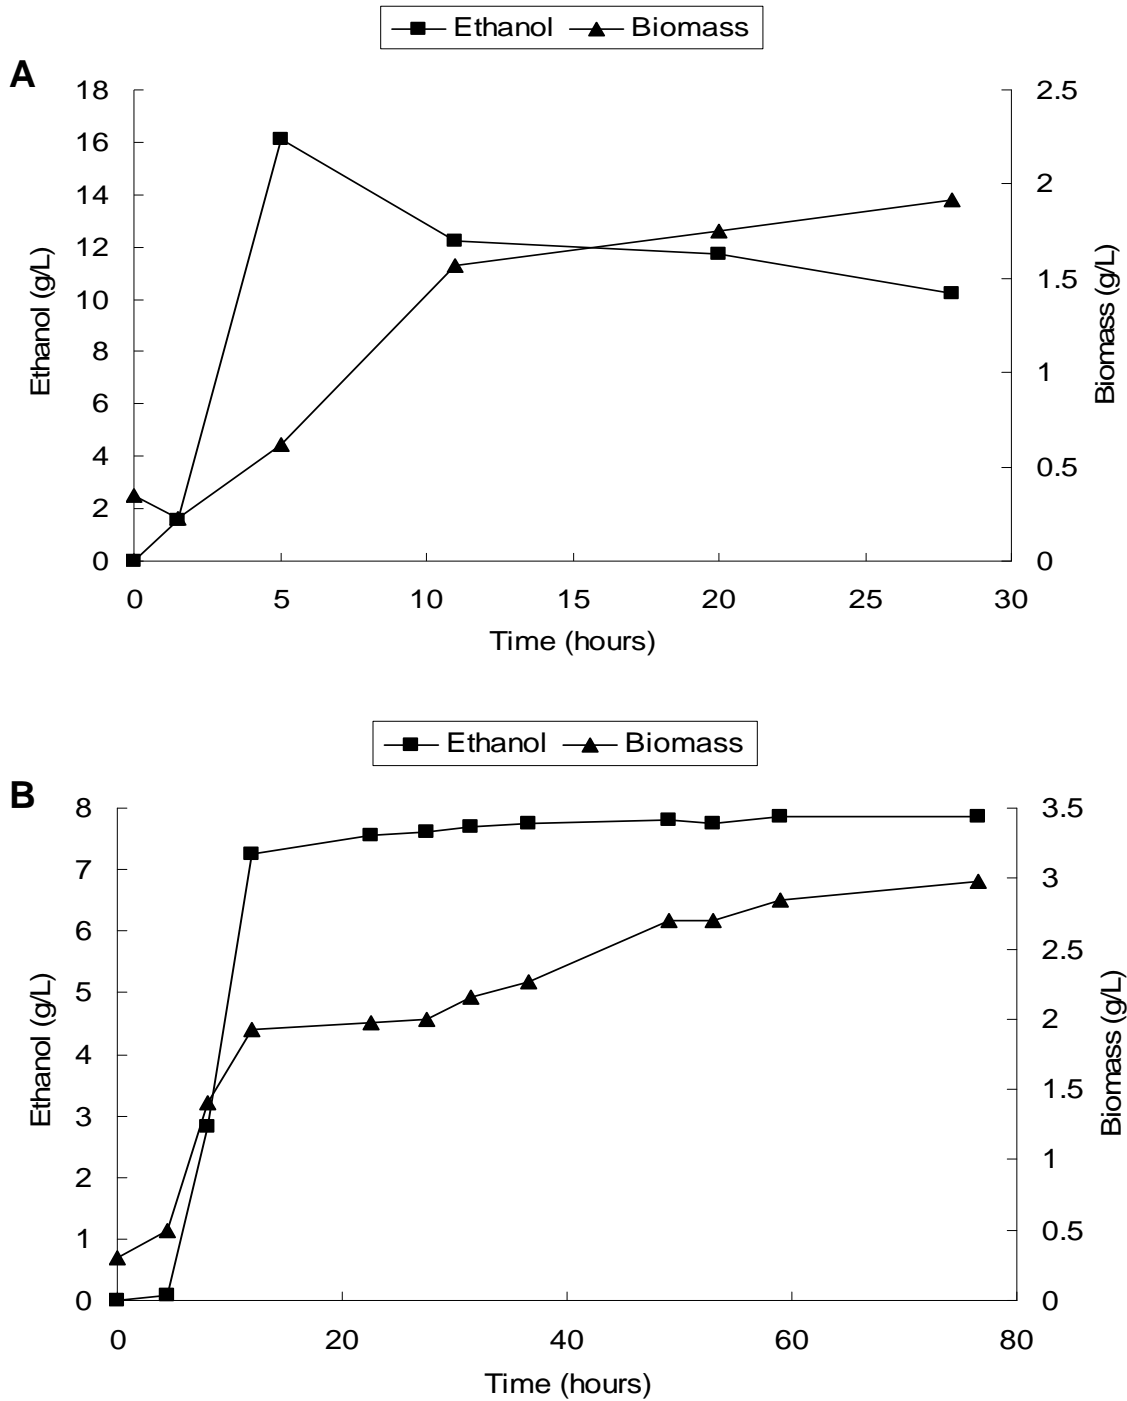 Ethanol Biomass
A
18 2.5
16
14 2
12
10 1.5
8 1
6
4 0.5
2
0 0
Ethanol (g/L)
Biomass (g/L)
0 5 10 15 20 25 30
Time (hours)
Ethanol Biomass
B
8 3.5
7 3
6 2.5
5 2
4 1.5
3 1
2
1 0.5
0 0
Ethanol (g/L)
Biomass (g/L)
0 20 40 60 80
Time (hours)